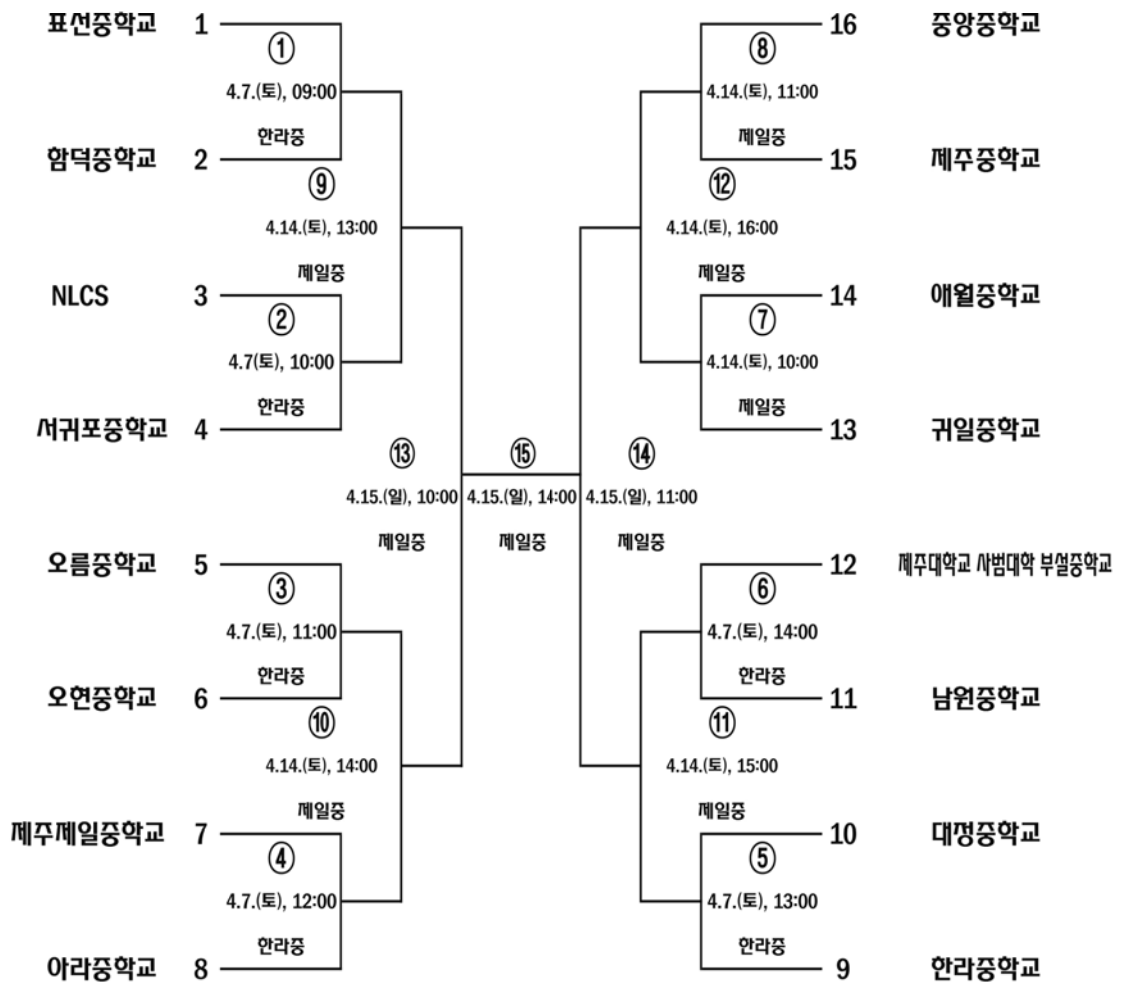 표선중학교 1
①
4.7.(토), 09:00
한라중
함덕중학교 2
⑨
4.14.(토), 13:00
제일중
NLCS 3
②
4.7(토), 10:00
한라중
서귀포중학교 4
⑬
4.15.(일), 10:00
제일중
오름중학교 5
③
4.7.(토), 11:00
한라중
오현중학교 6
⑩
4.14.(토), 14:00
제일중
제주제일중학교 7
④
4.7.(토), 12:00
한라중
아라중학교 8
⑮
4.15.(일), 14:00
제일중
16 중앙중학교
⑧
4.14.(토), 11:00
제일중
15 제주중학교
⑫
4.14.(토), 16:00
제일중
14 애월중학교
⑦
4.14.(토), 10:00
제일중
13 귀일중학교
⑭
4.15.(일), 11:00
제일중
12 제주대학교 사범대학 부설중학교
⑥
4.7.(토), 14:00
한라중
11 남원중학교
⑪
4.14.(토), 15:00
제일중
10 대정중학교
⑤
4.7.(토), 13:00
한라중
9 한라중학교